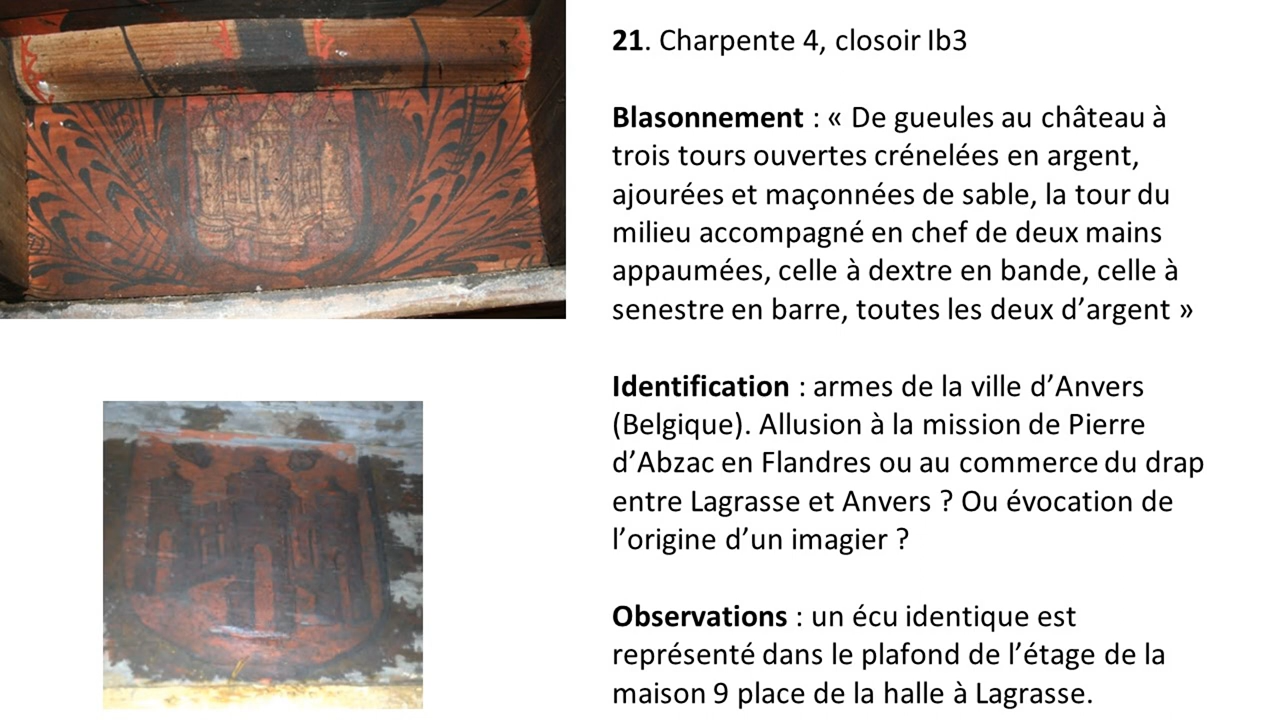 21. Charpente 4, closoir Ib3
Blasonnement : « De gueules au château à
trois tours ouvertes crénelées en argent,
ajourées et maçonnées de sable, la tour du
milieu accompagné en chef de deux mains
appaumées, celle à dextre en bande, celle à
senestre en barre, toutes les deux d’argent »
Identification : armes de la ville d’Anvers
(Belgique). Allusion à la mission de Pierre
d’Abzac en Flandres ou au commerce du drap
entre Lagrasse et Anvers ? Ou évocation de
l’origine d’un imagier ?
Observations : un écu identique est
représenté dans le plafond de l’étage de la
maison 9 place de la halle à Lagrasse.